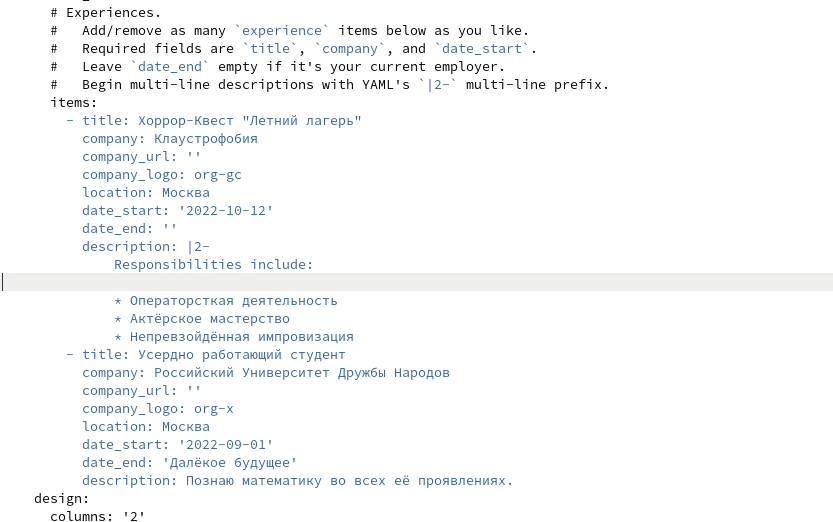 # Experiences.
#   Add/remove as many `experience` items below as you like.
#   Required fields are `title`, `company`, and `date_start`.
#   Leave `date_end` empty if it's your current employer.
#   Begin multi-line descriptions with YAML's `|2-` multi-line prefix.
items:
  - title: Хоррор-Квест "Летний лагерь"
    company: Клаустрофобия
    company_url: ''
    company_logo: org-gc
    location: Москва
    date_start: '2022-10-12'
    date_end: ''
    description: |2-
        Responsibilities include:
        * Операторсткая деятельность
        * Актёрское мастерство
        * Непревзойдённая импровизация
  - title: Усердно работающий студент
    company: Российский Университет Дружбы Народов
    company_url: ''
    company_logo: org-x
    location: Москва
    date_start: '2022-09-01'
    date_end: 'Далёкое будущее'
    description: Познаю математику во всех её проявлениях.
design:
  columns: '2'